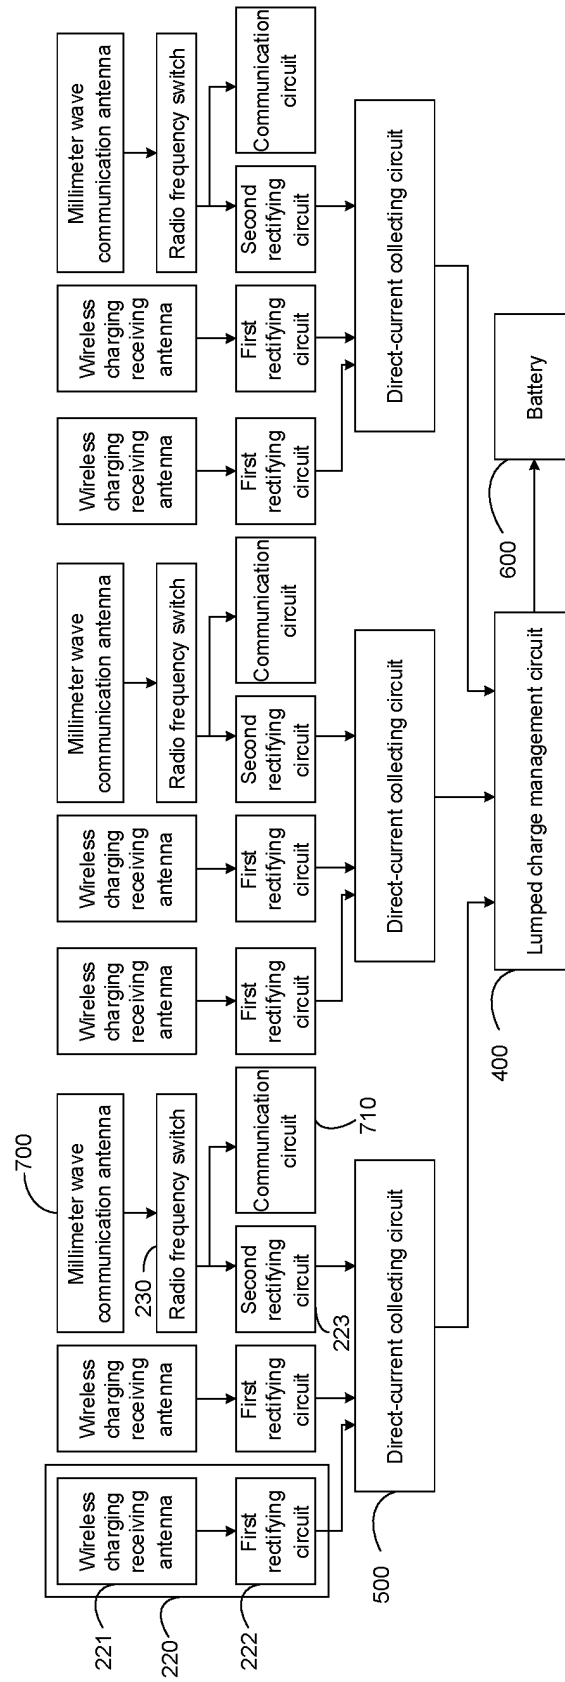 700
221
Wireless
charging
receiving
antenna
Wireless
charging
receiving
antenna
Millimeter wave
communication antenna
Wireless
charging
receiving
antenna
Wireless
charging
receiving
antenna
Millimeter wave
communication antenna
Wireless
charging
receiving
antenna
Wireless
charging
receiving
antenna
Millimeter wave
communication antenna
220
230
Radio frequency switch
Radio frequency switch
Radio frequency switch
222
First
rectifying
circuit
First
rectifying
circuit
Second
rectifying
circuit
Communication
circuit
First
rectifying
circuit
First
rectifying
circuit
Second
rectifying
circuit
Communication
circuit
First
rectifying
circuit
First
rectifying
circuit
Second
rectifying
circuit
Communication
circuit
223
710
500
Direct-current collecting circuit
Direct-current collecting circuit
Direct-current collecting circuit
400
600
Lumped charge management circuit
Battery